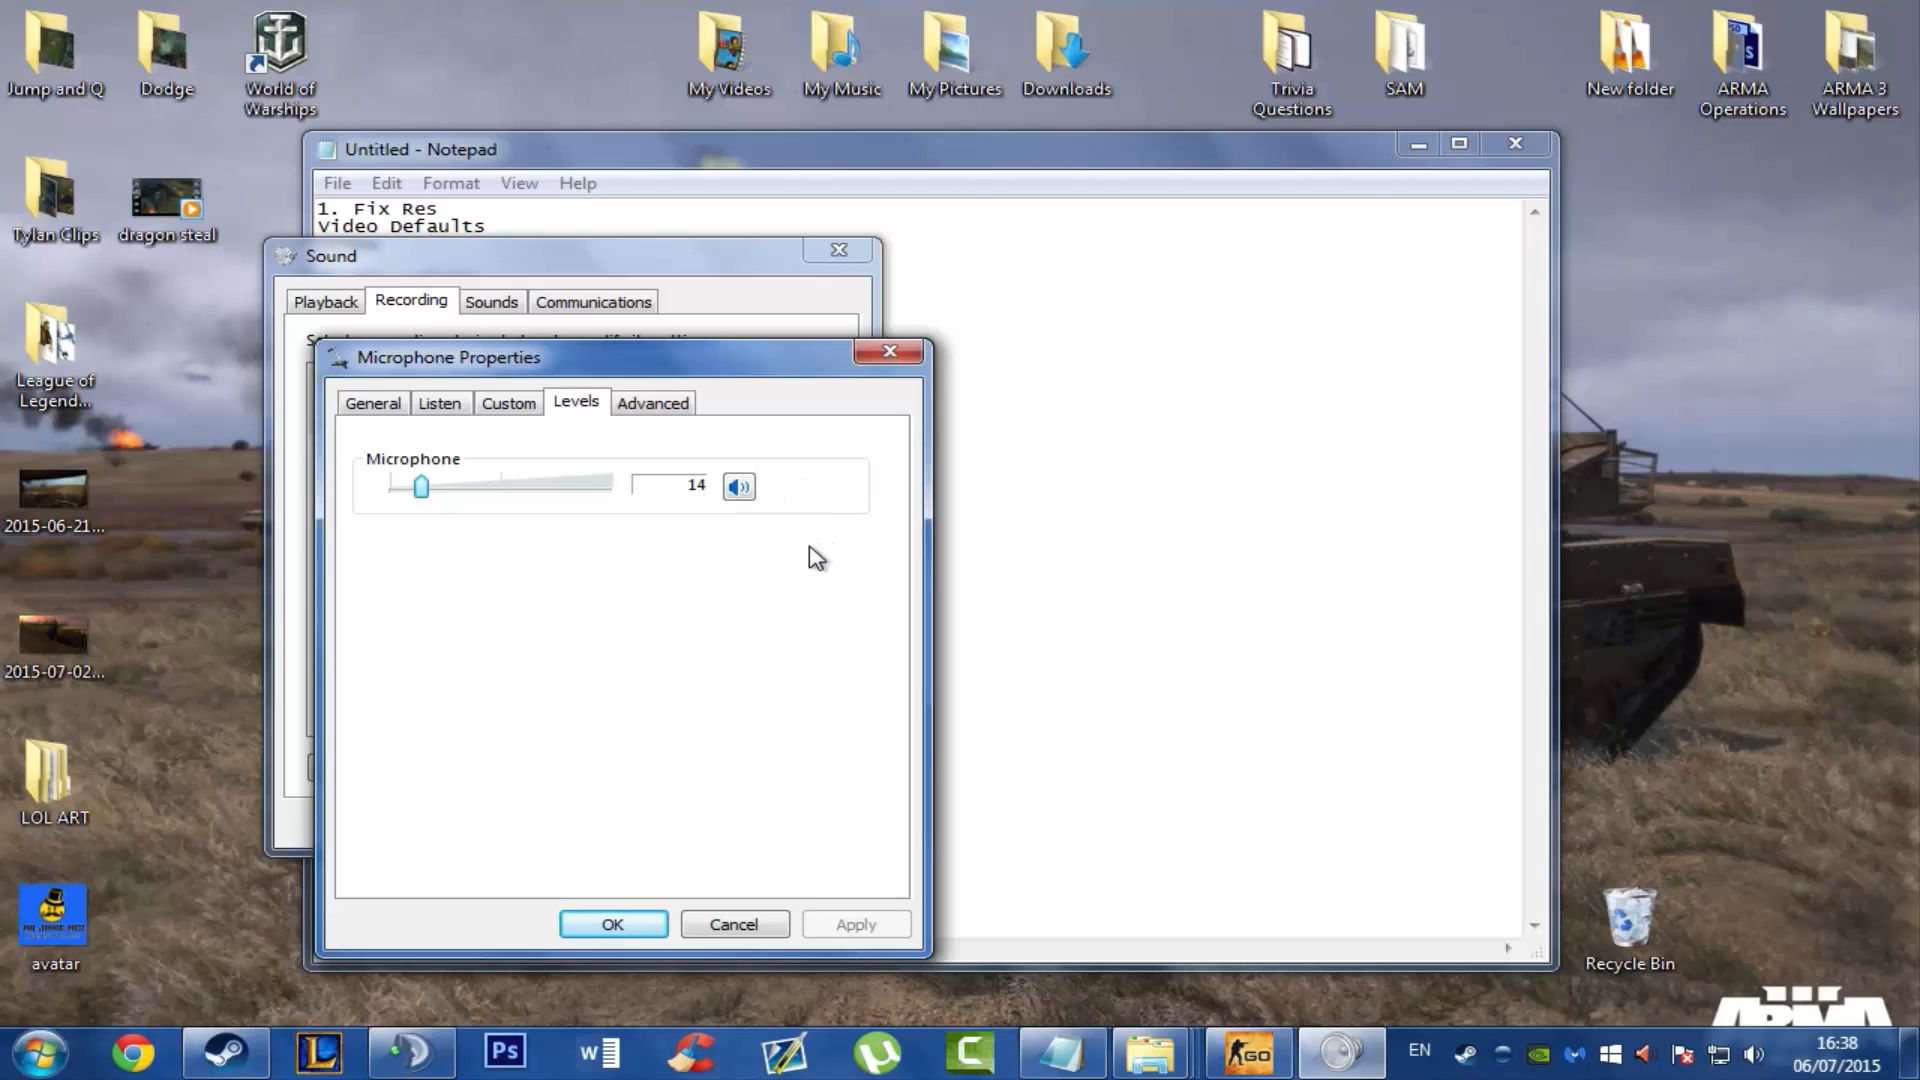 Jump and Q
Dodge
World of
Warships
My Videos
My Music
My Pictures
Downloads
Trivia
Questions
SAM
New folder
ARMA
Operations
ARMA 3
Wallpapers
Tylan Clips
dragon steal
League of
Legend...
2015-06-21...
2015-07-02...
LOL ART
avatar
Recycle Bin
Untitled - Notepad
File Edit Format View Help
1. Fix Res
Video Defaults
Sound
Playback Recording Sounds Communications
Microphone Properties
General Listen Custom Levels Advanced
Microphone
14
OK Cancel Apply
III
ARMA
L
Ps
W
C
GO
EN
16:38
06/07/2015